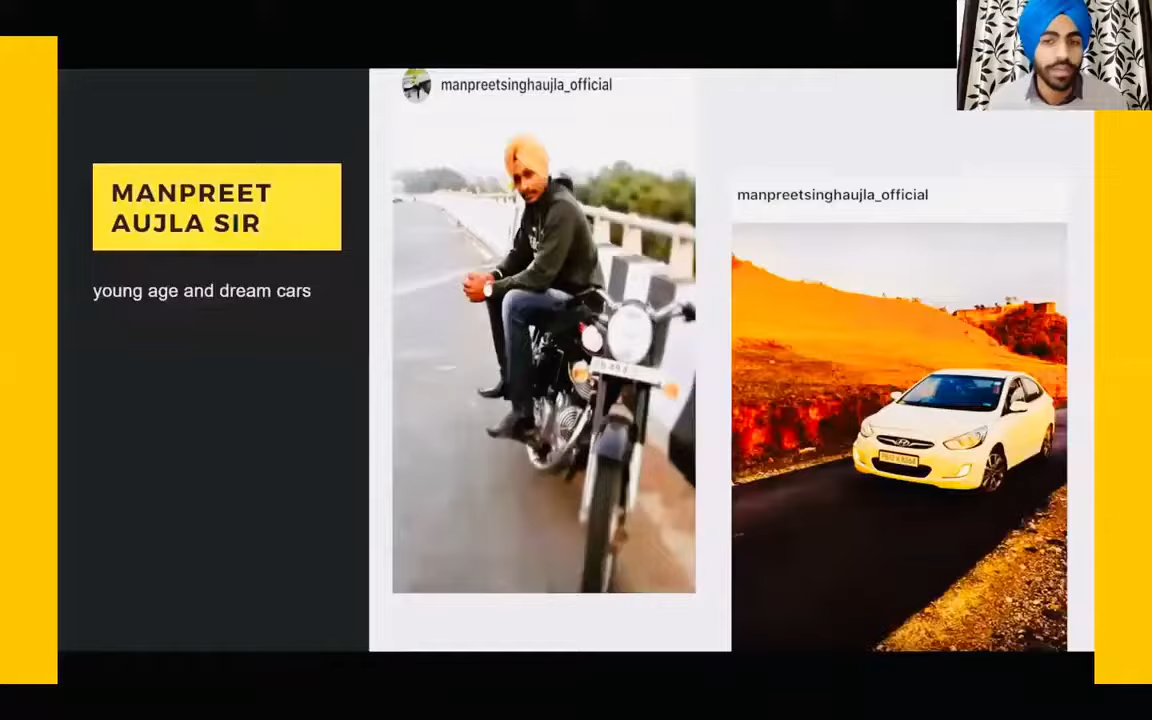 MANPREET
AUJLA SIR
young age and dream cars
manpreetsinghaujla_official
manpreetsinghaujla_official